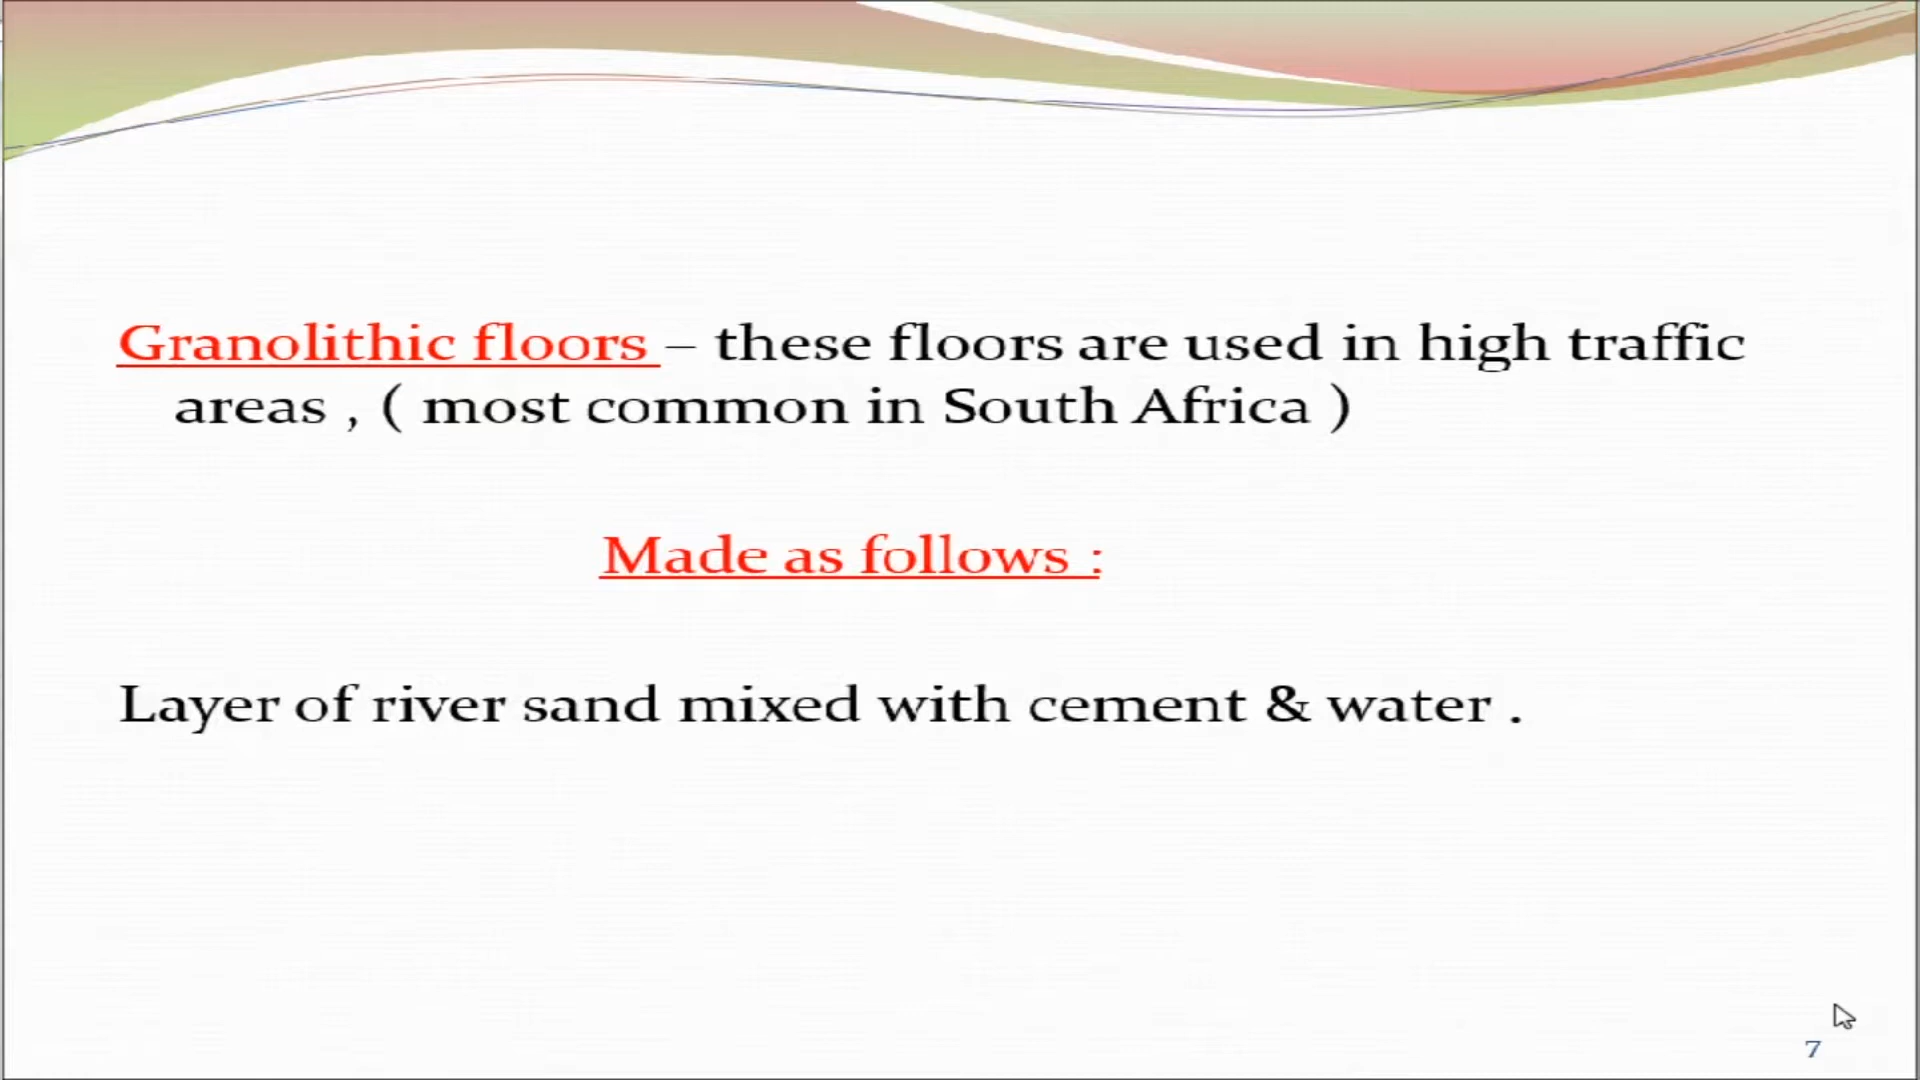 Granolithic floors – these floors are used in high traffic
areas , ( most common in South Africa )
Made as follows :
Layer of river sand mixed with cement & water .
7